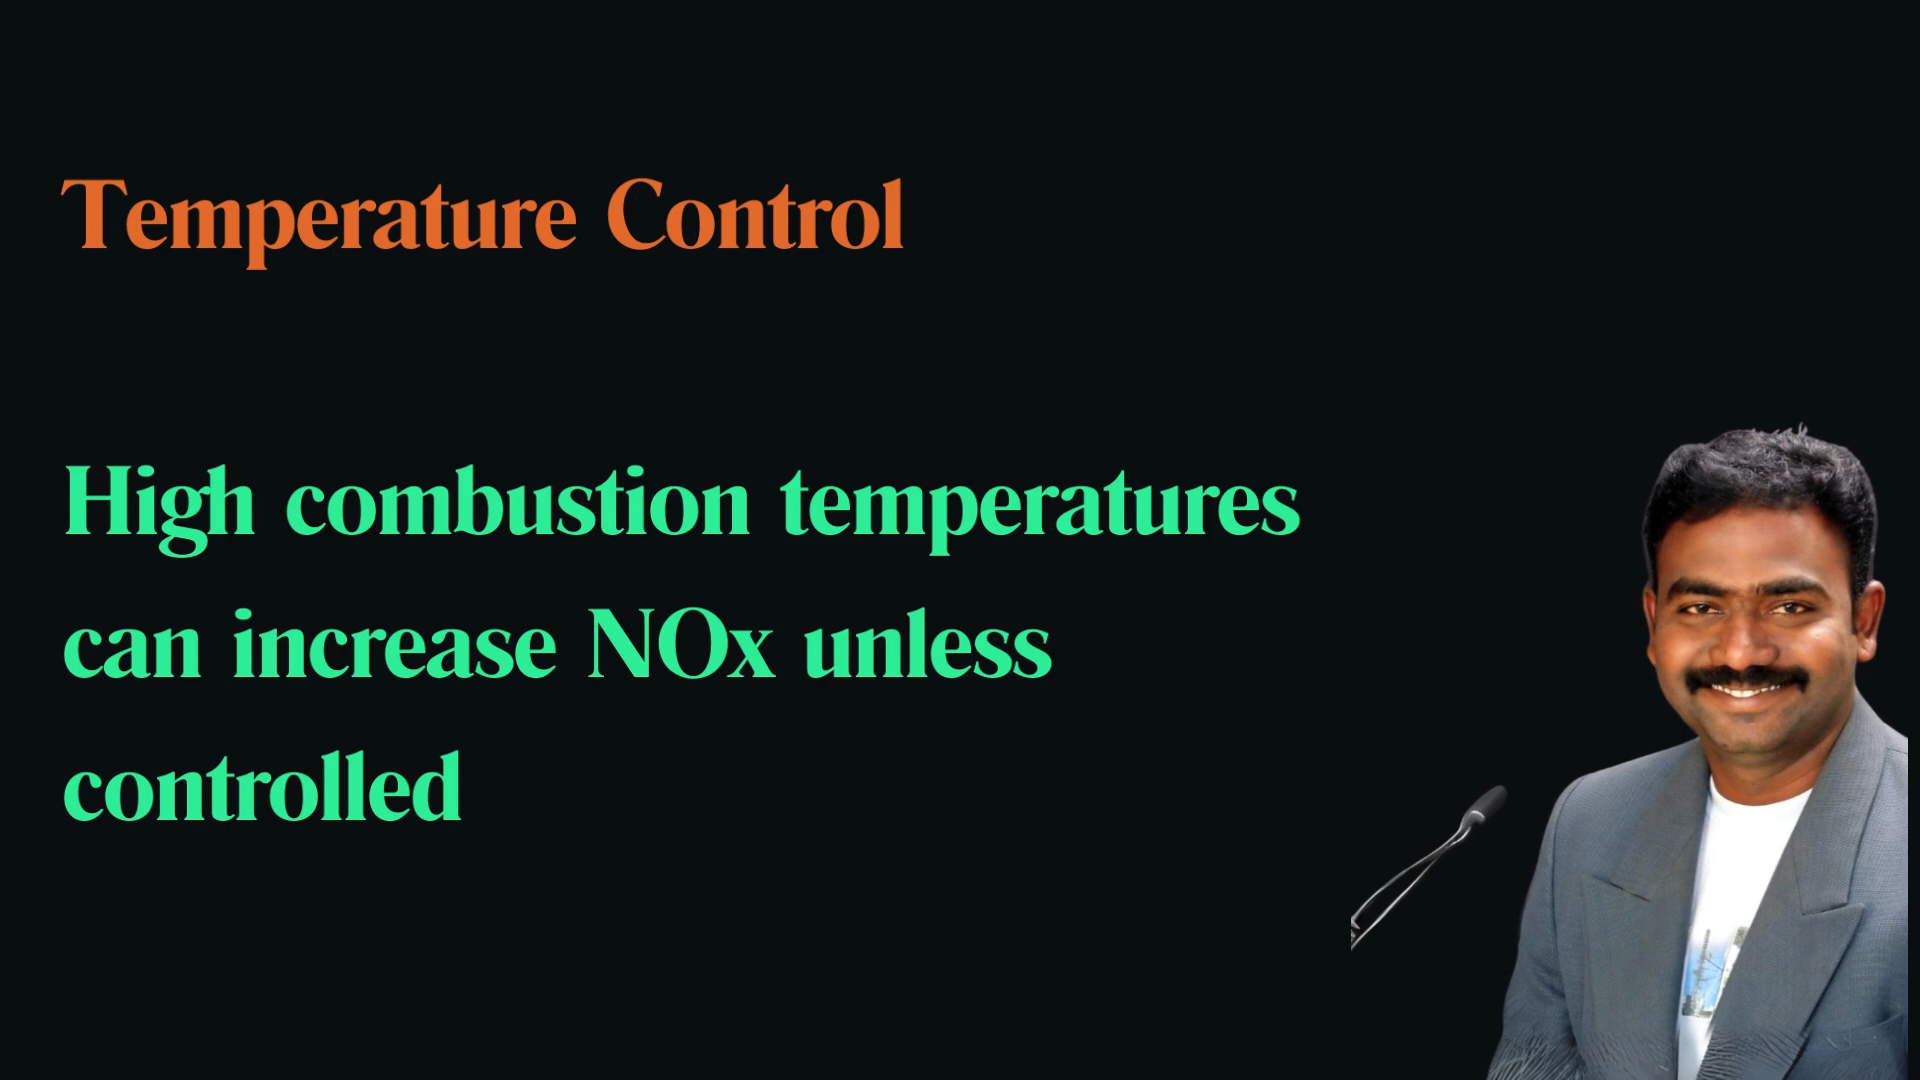 Temperature Control
High combustion temperatures
can increase NOx unless
controlled